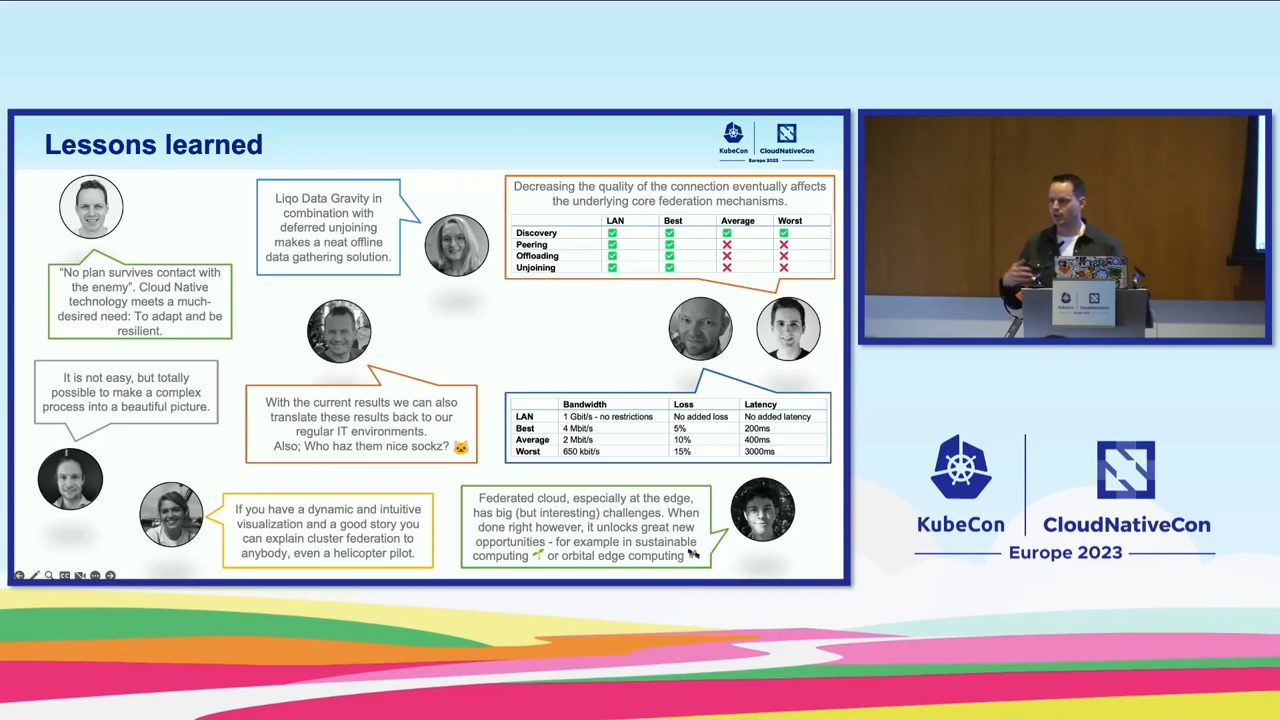 Lessons learned
KubeCon
CloudNativeCon
Europe 2023
Liqo Data Gravity in
combination with
deferred unjoining
makes a neat offline
data gathering solution.
Decreasing the quality of the connection eventually affects
the underlying core federation mechanisms.
LAN Best Average Worst
Discovery ✅ ✅ ✅ ✅
Peering ✅ ✅ ❌ ❌
Offloading ✅ ✅ ❌ ❌
Unjoining ✅ ✅ ❌ ❌
"No plan survives contact with
the enemy". Cloud Native
technology meets a much-
desired need: To adapt and be
resilient.
It is not easy, but totally
possible to make a complex
process into a beautiful picture.
With the current results we can also
translate these results back to our
regular IT environments.
Also; Who haz them nice sockz? 🐱
Bandwidth Loss Latency
LAN 1 Gbit/s - no restrictions No added loss No added latency
Best 4 Mbit/s 5% 200ms
Average 2 Mbit/s 10% 400ms
Worst 650 kbit/s 15% 3000ms
If you have a dynamic and intuitive
visualization and a good story you
can explain cluster federation to
anybody, even a helicopter pilot.
Federated cloud, especially at the edge,
has big (but interesting) challenges. When
done right however, it unlocks great new
opportunities - for example in sustainable
computing 🌱 or orbital edge computing 🛰
KubeCon
CloudNativeCon
Europe 2023